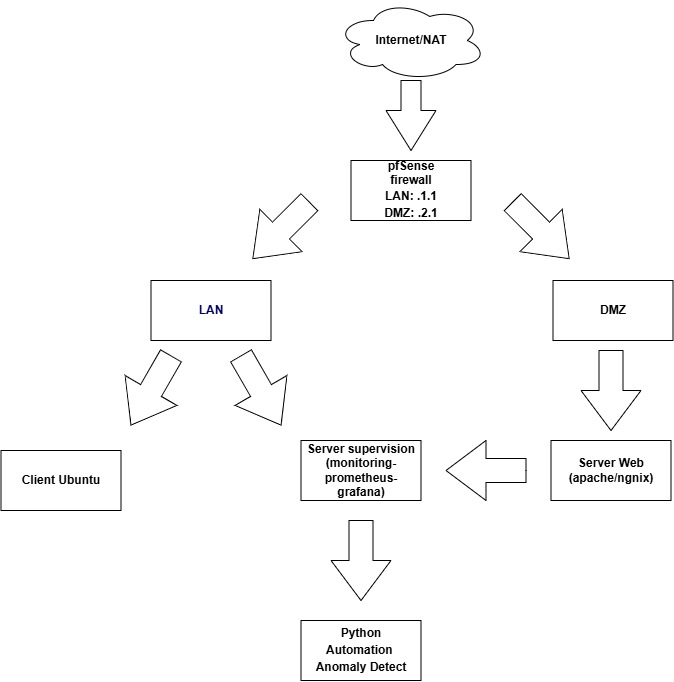 Internet/NAT
pfSense
firewall
LAN: .1.1
DMZ: .2.1
LAN
DMZ
Client Ubuntu
Server supervision
(monitoring-
prometheus-
grafana)
Server Web
(apache/ngnix)
Python
Automation
Anomaly Detect